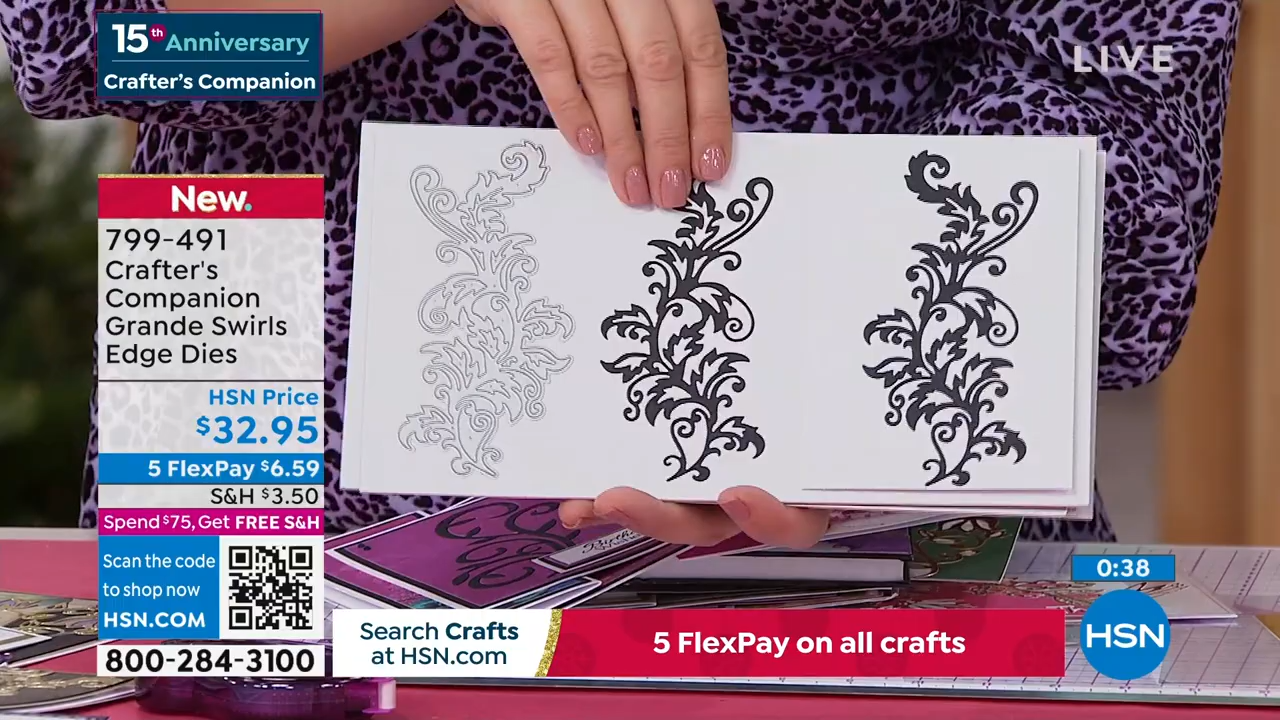 15th Anniversary
Crafter's Companion
LIVE
New.
799-491
Crafter's
Companion
Grande Swirls
Edge Dies
HSN Price
$32.95
5 FlexPay $6.59
S&H $3.50
Spend $75, Get FREE S&H
Scan the code
to shop now
HSN.COM
800-284-3100
Birthday
Search Crafts
at HSN.com
5 FlexPay on all crafts
0:38
HSN